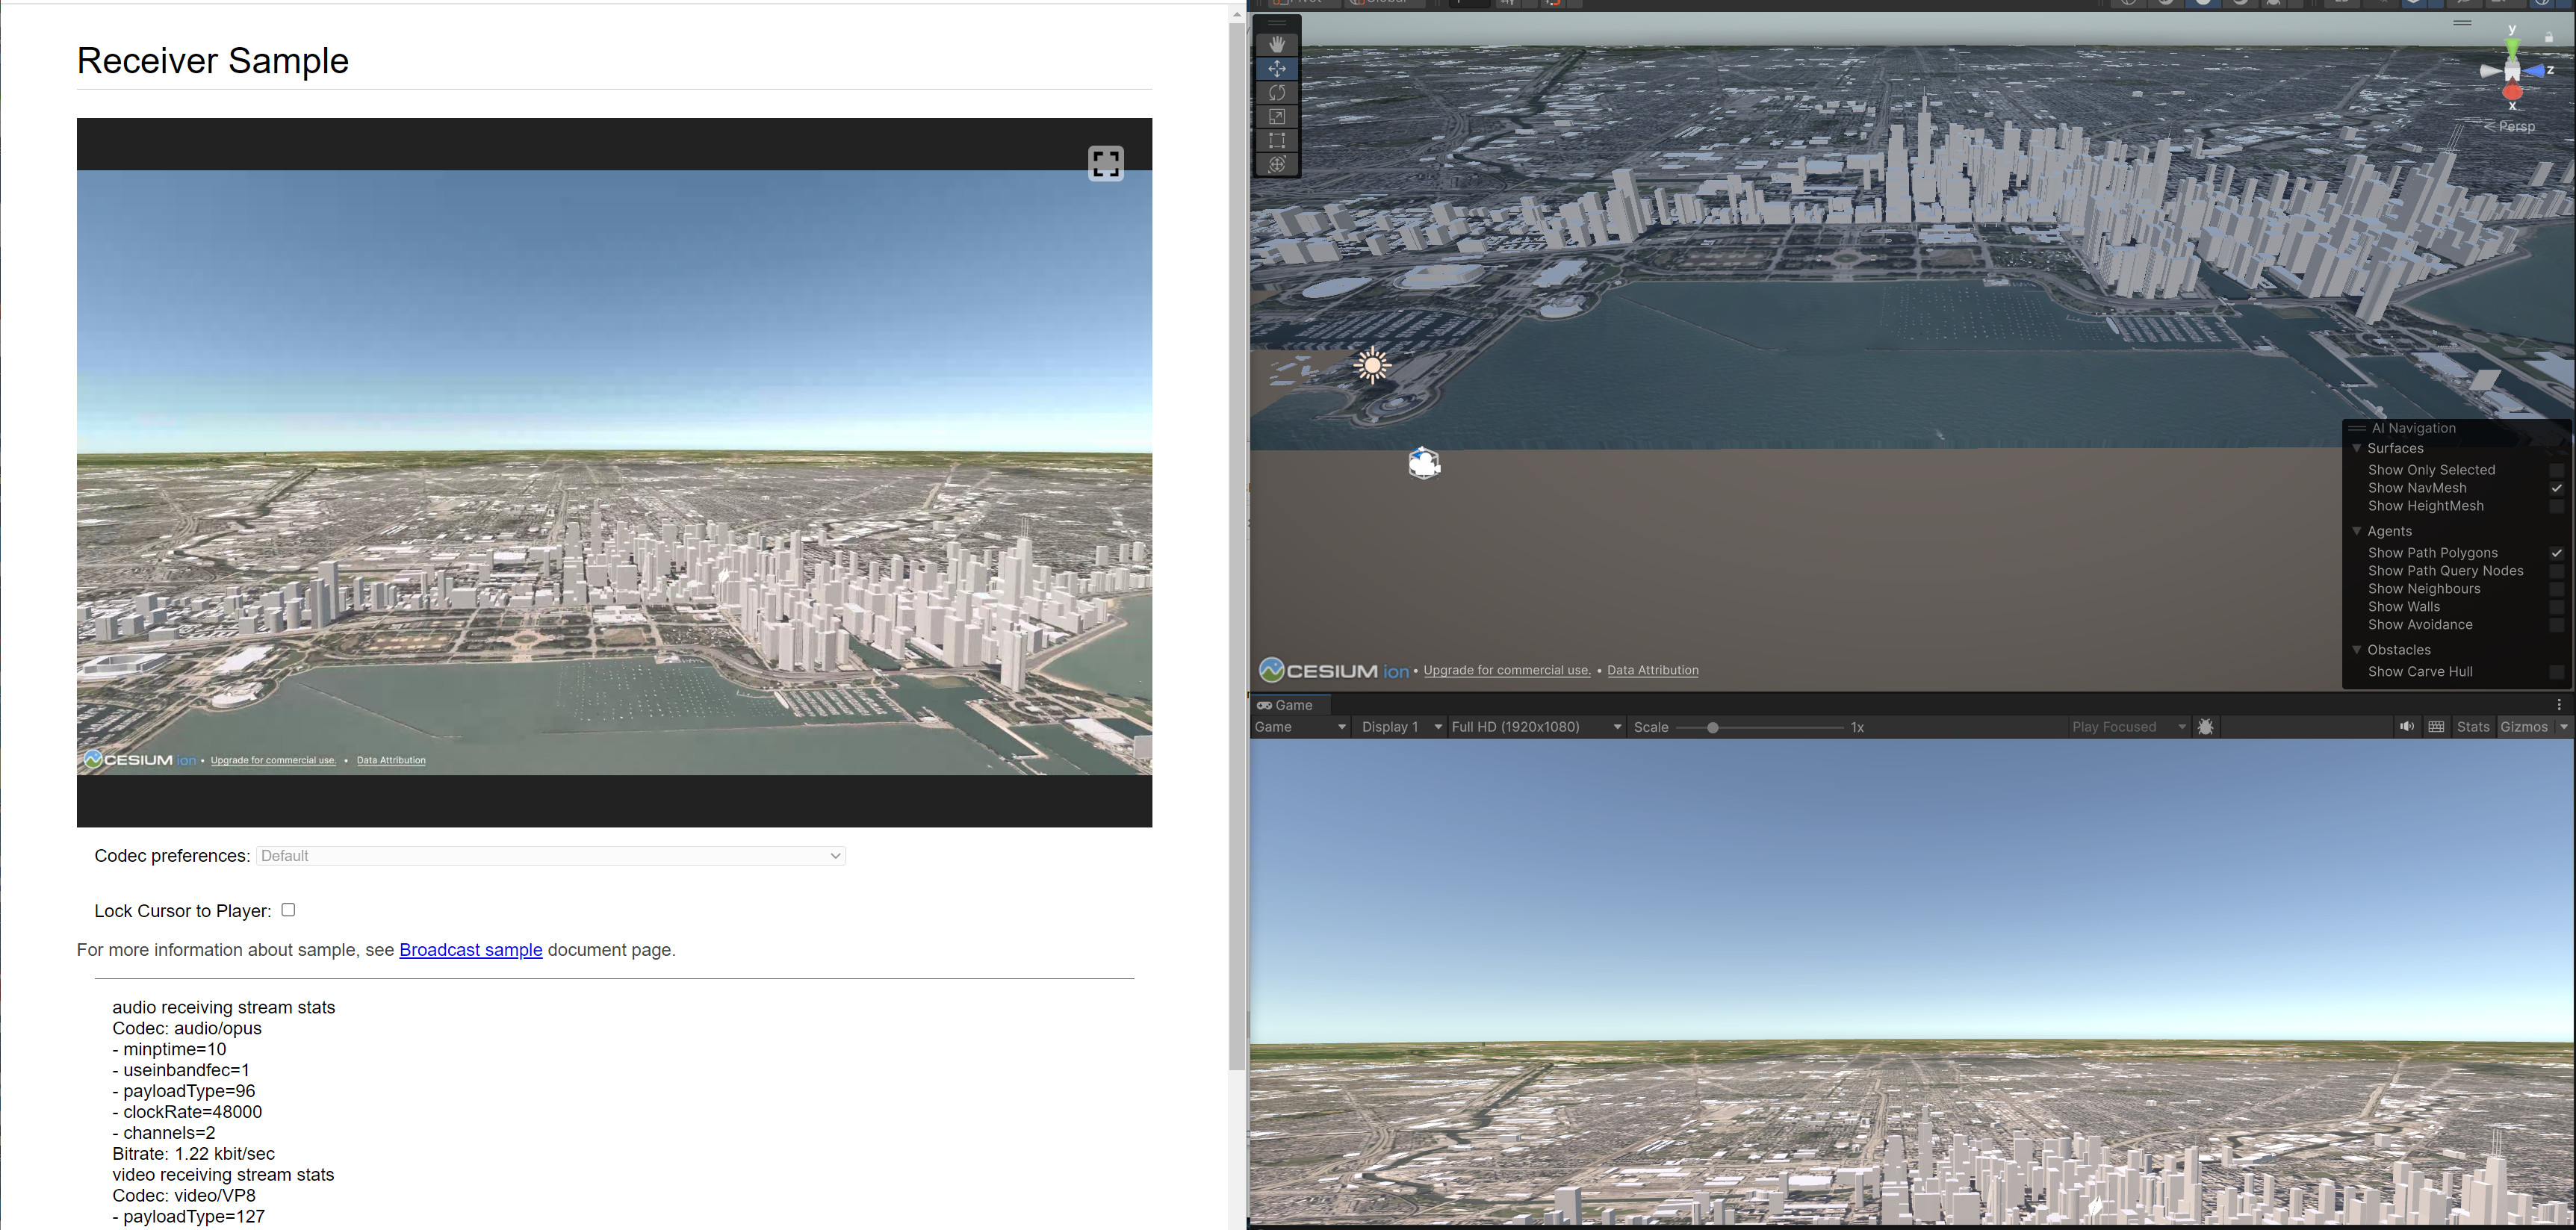 Receiver Sample
CESIUM ion • Upgrade for commercial use. • Data Attribution
Codec preferences: Default
Lock Cursor to Player:
For more information about sample, see Broadcast sample document page.
audio receiving stream stats
Codec: audio/opus
- minptime=10
- useinbandfec=1
- payloadType=96
- clockRate=48000
- channels=2
Bitrate: 1.22 kbit/sec
video receiving stream stats
Codec: video/VP8
- payloadType=127
y
z
x
Persp
AI Navigation
Surfaces
Show Only Selected
Show NavMesh
Show HeightMesh
Agents
Show Path Polygons
Show Path Query Nodes
Show Neighbours
Show Walls
Show Avoidance
Obstacles
Show Carve Hull
CESIUM ion • Upgrade for commercial use. • Data Attribution
Game
Game Display 1 Full HD (1920x1080) Scale 1x Play Focused Stats Gizmos